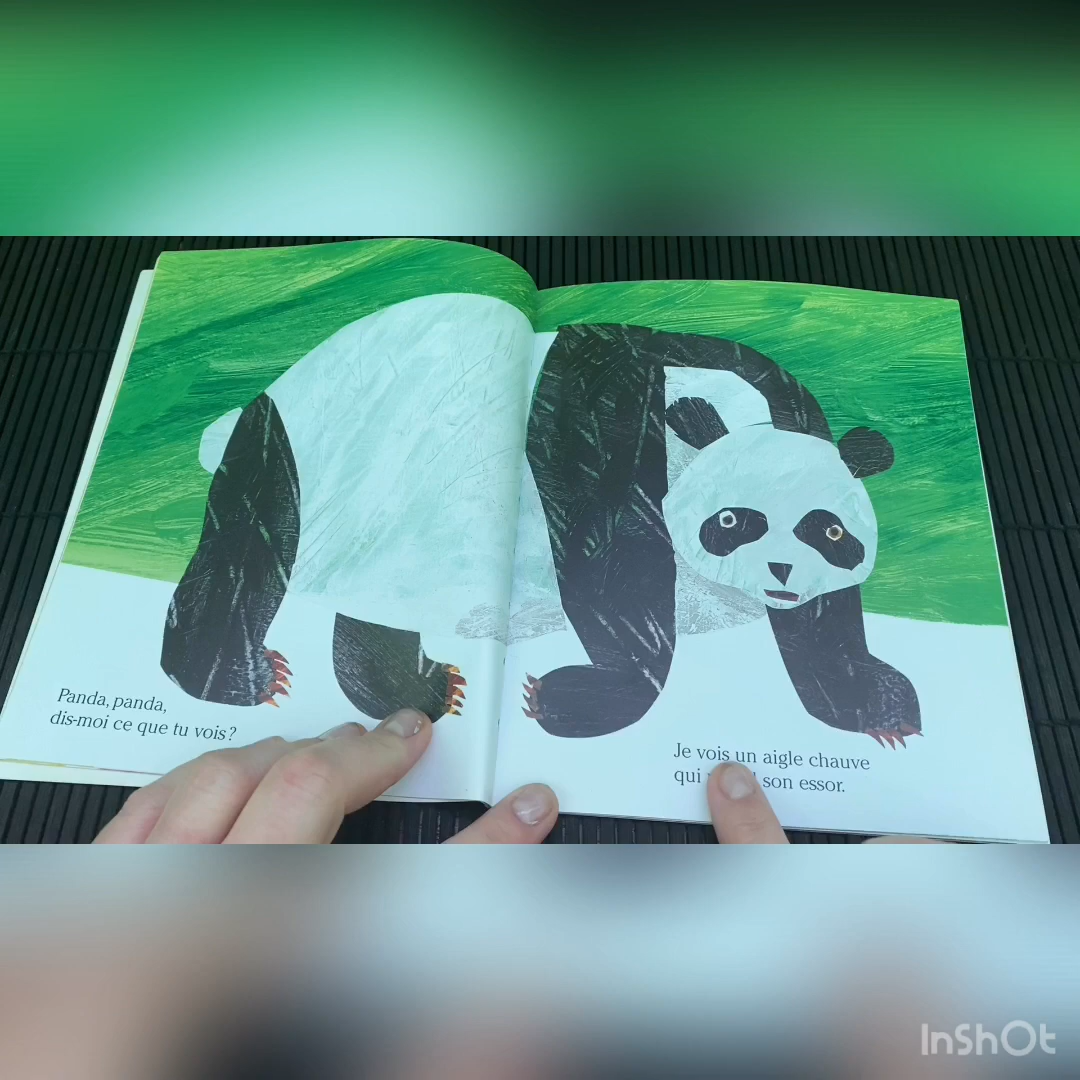 Panda, panda,
dis-moi ce que tu vois ?
Je vois un aigle chauve
qui son essor.
InShOt